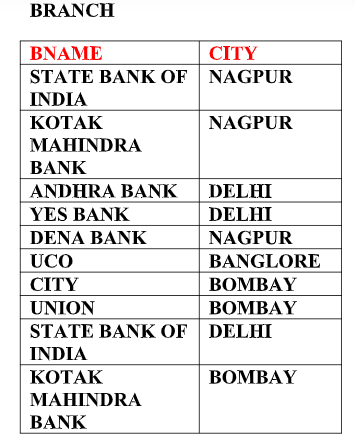 BRANCH
BNAME CITY
STATE BANK OF NAGPUR
INDIA
KOTAK NAGPUR
MAHINDRA
BANK
ANDHRA BANK DELHI
YES BANK DELHI
DENA BANK NAGPUR
UCO BANGLORE
CITY BOMBAY
UNION BOMBAY
STATE BANK OF DELHI
INDIA
KOTAK BOMBAY
MAHINDRA
BANK